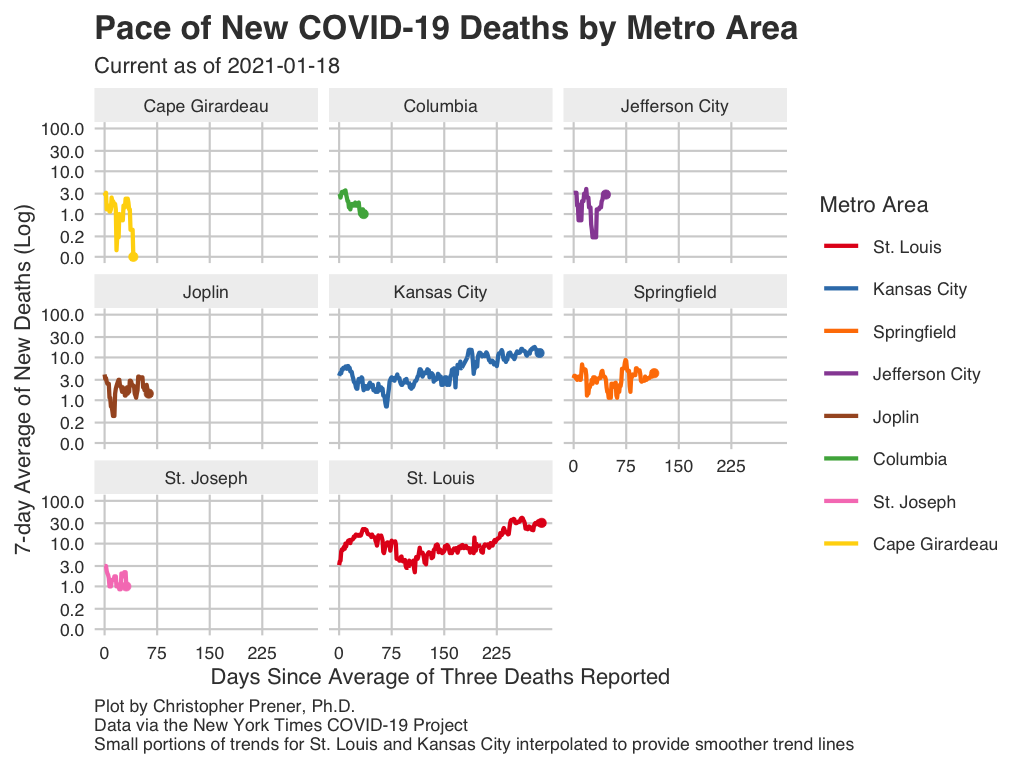 Pace of New COVID-19 Deaths by Metro Area
Current as of 2021-01-18
7-day Average of New Deaths (Log)
Cape Girardeau
Columbia
Jefferson City
100.0
30.0
10.0
3.0
1.0
0.2
0.0
Joplin
Kansas City
Springfield
100.0
30.0
10.0
3.0
1.0
0.2
0.0
0 75 150 225
St. Joseph
St. Louis
100.0
30.0
10.0
3.0
1.0
0.2
0.0
0 75 150 225
0 75 150 225
Days Since Average of Three Deaths Reported
Metro Area
St. Louis
Kansas City
Springfield
Jefferson City
Joplin
Columbia
St. Joseph
Cape Girardeau
Plot by Christopher Prener, Ph.D.
Data via the New York Times COVID-19 Project
Small portions of trends for St. Louis and Kansas City interpolated to provide smoother trend lines